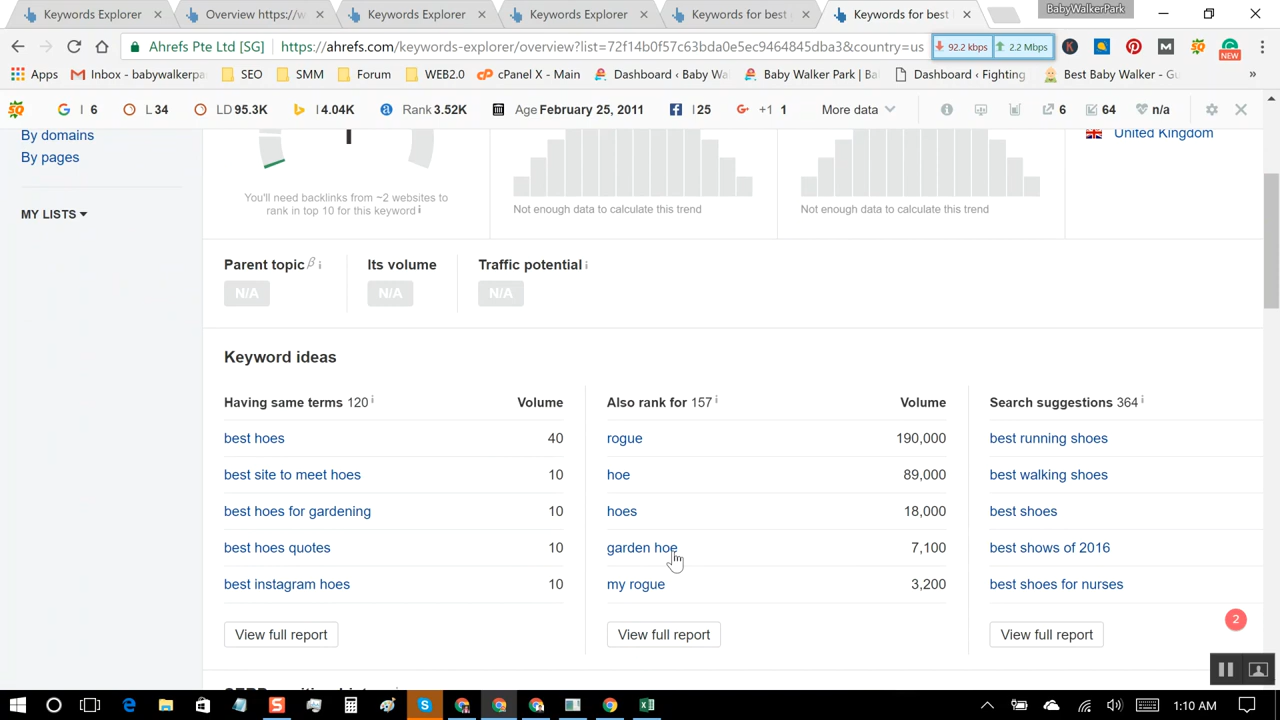 Keywords Explorer
Overview https://w
Keywords Explorer
Keywords Explorer
Keywords for best
Keywords for best
BabyWalkerPark
Ahrefs Pte Ltd [SG]
https://ahrefs.com/keywords-explorer/overview?list=72f14b0f57c63bda0e5ec9464845dba3&country=us
92.2 kbps
2.2 Mbps
NEW
Apps
Inbox - babywalkerpa
SEO
SMM
Forum
WEB2.0
cPanel X - Main
Dashboard ‹ Baby Wa
Baby Walker Park | Ba
Dashboard ‹ Fighting
Best Baby Walker - Gu
»
I 6
L 34
LD 95.3K
I 4.04K
Rank 3.52K
Age February 25, 2011
I 25
+1 1
More data
6
64
n/a
By domains
By pages
MY LISTS
You'll need backlinks from ~2 websites to
rank in top 10 for this keyword i
Not enough data to calculate this trend
Not enough data to calculate this trend
United Kingdom
Parent topic β i
Its volume
Traffic potential i
N/A
N/A
N/A
Keyword ideas
Having same terms 120 i
Volume
best hoes
40
best site to meet hoes
10
best hoes for gardening
10
best hoes quotes
10
best instagram hoes
10
View full report
Also rank for 157 i
Volume
rogue
190,000
hoe
89,000
hoes
18,000
garden hoe
7,100
my rogue
3,200
View full report
Search suggestions 364 i
best running shoes
best walking shoes
best shoes
best shows of 2016
best shoes for nurses
View full report
2
1:10 AM